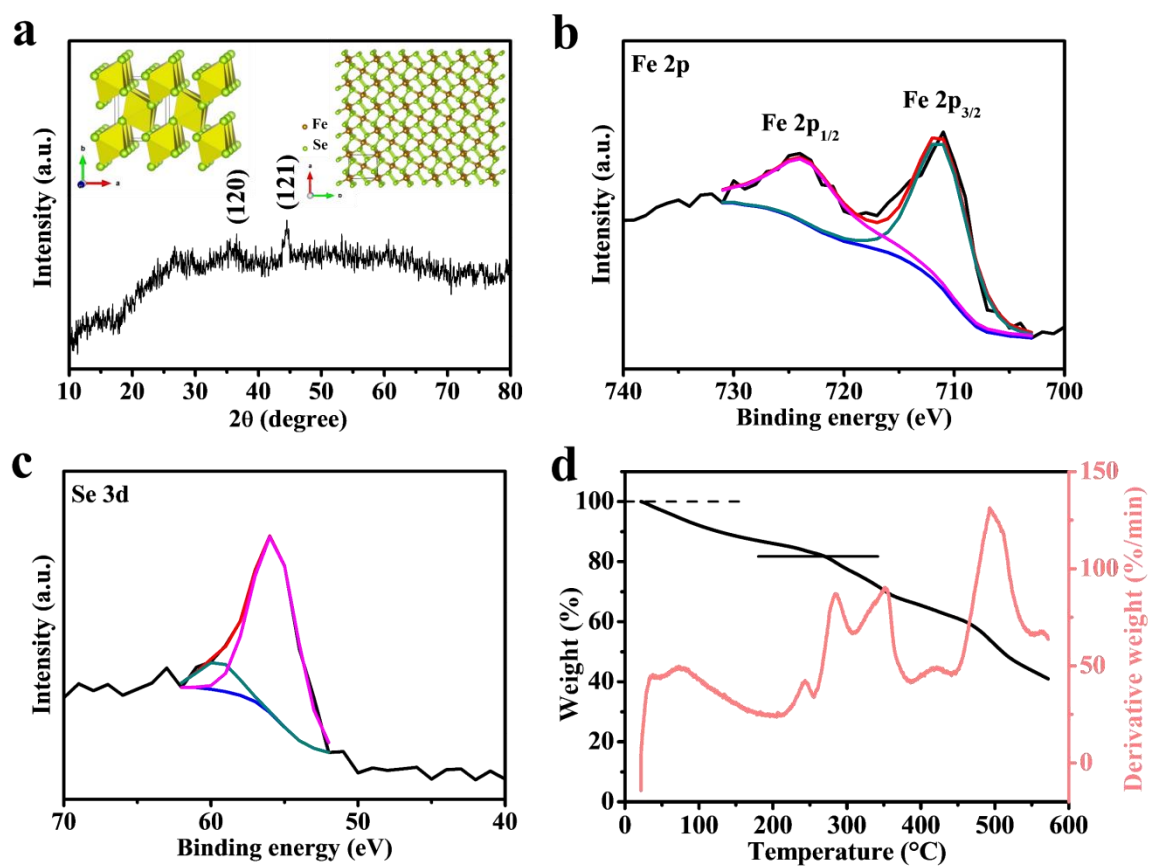 a
b
a
Fe
Se
a
(120)
(121)
Intensity (a.u.)
10 20 30 40 50 60 70 80
2θ (degree)
b
Fe 2p
Fe 2p1/2
Fe 2p3/2
Intensity (a.u.)
740 730 720 710 700
Binding energy (eV)
c
Se 3d
Intensity (a.u.)
70 60 50 40
Binding energy (eV)
d
Weight (%)
100
80
60
40
20
0
0 100 200 300 400 500 600
Temperature (°C)
150
100
50
0
Derivative weight (%/min)